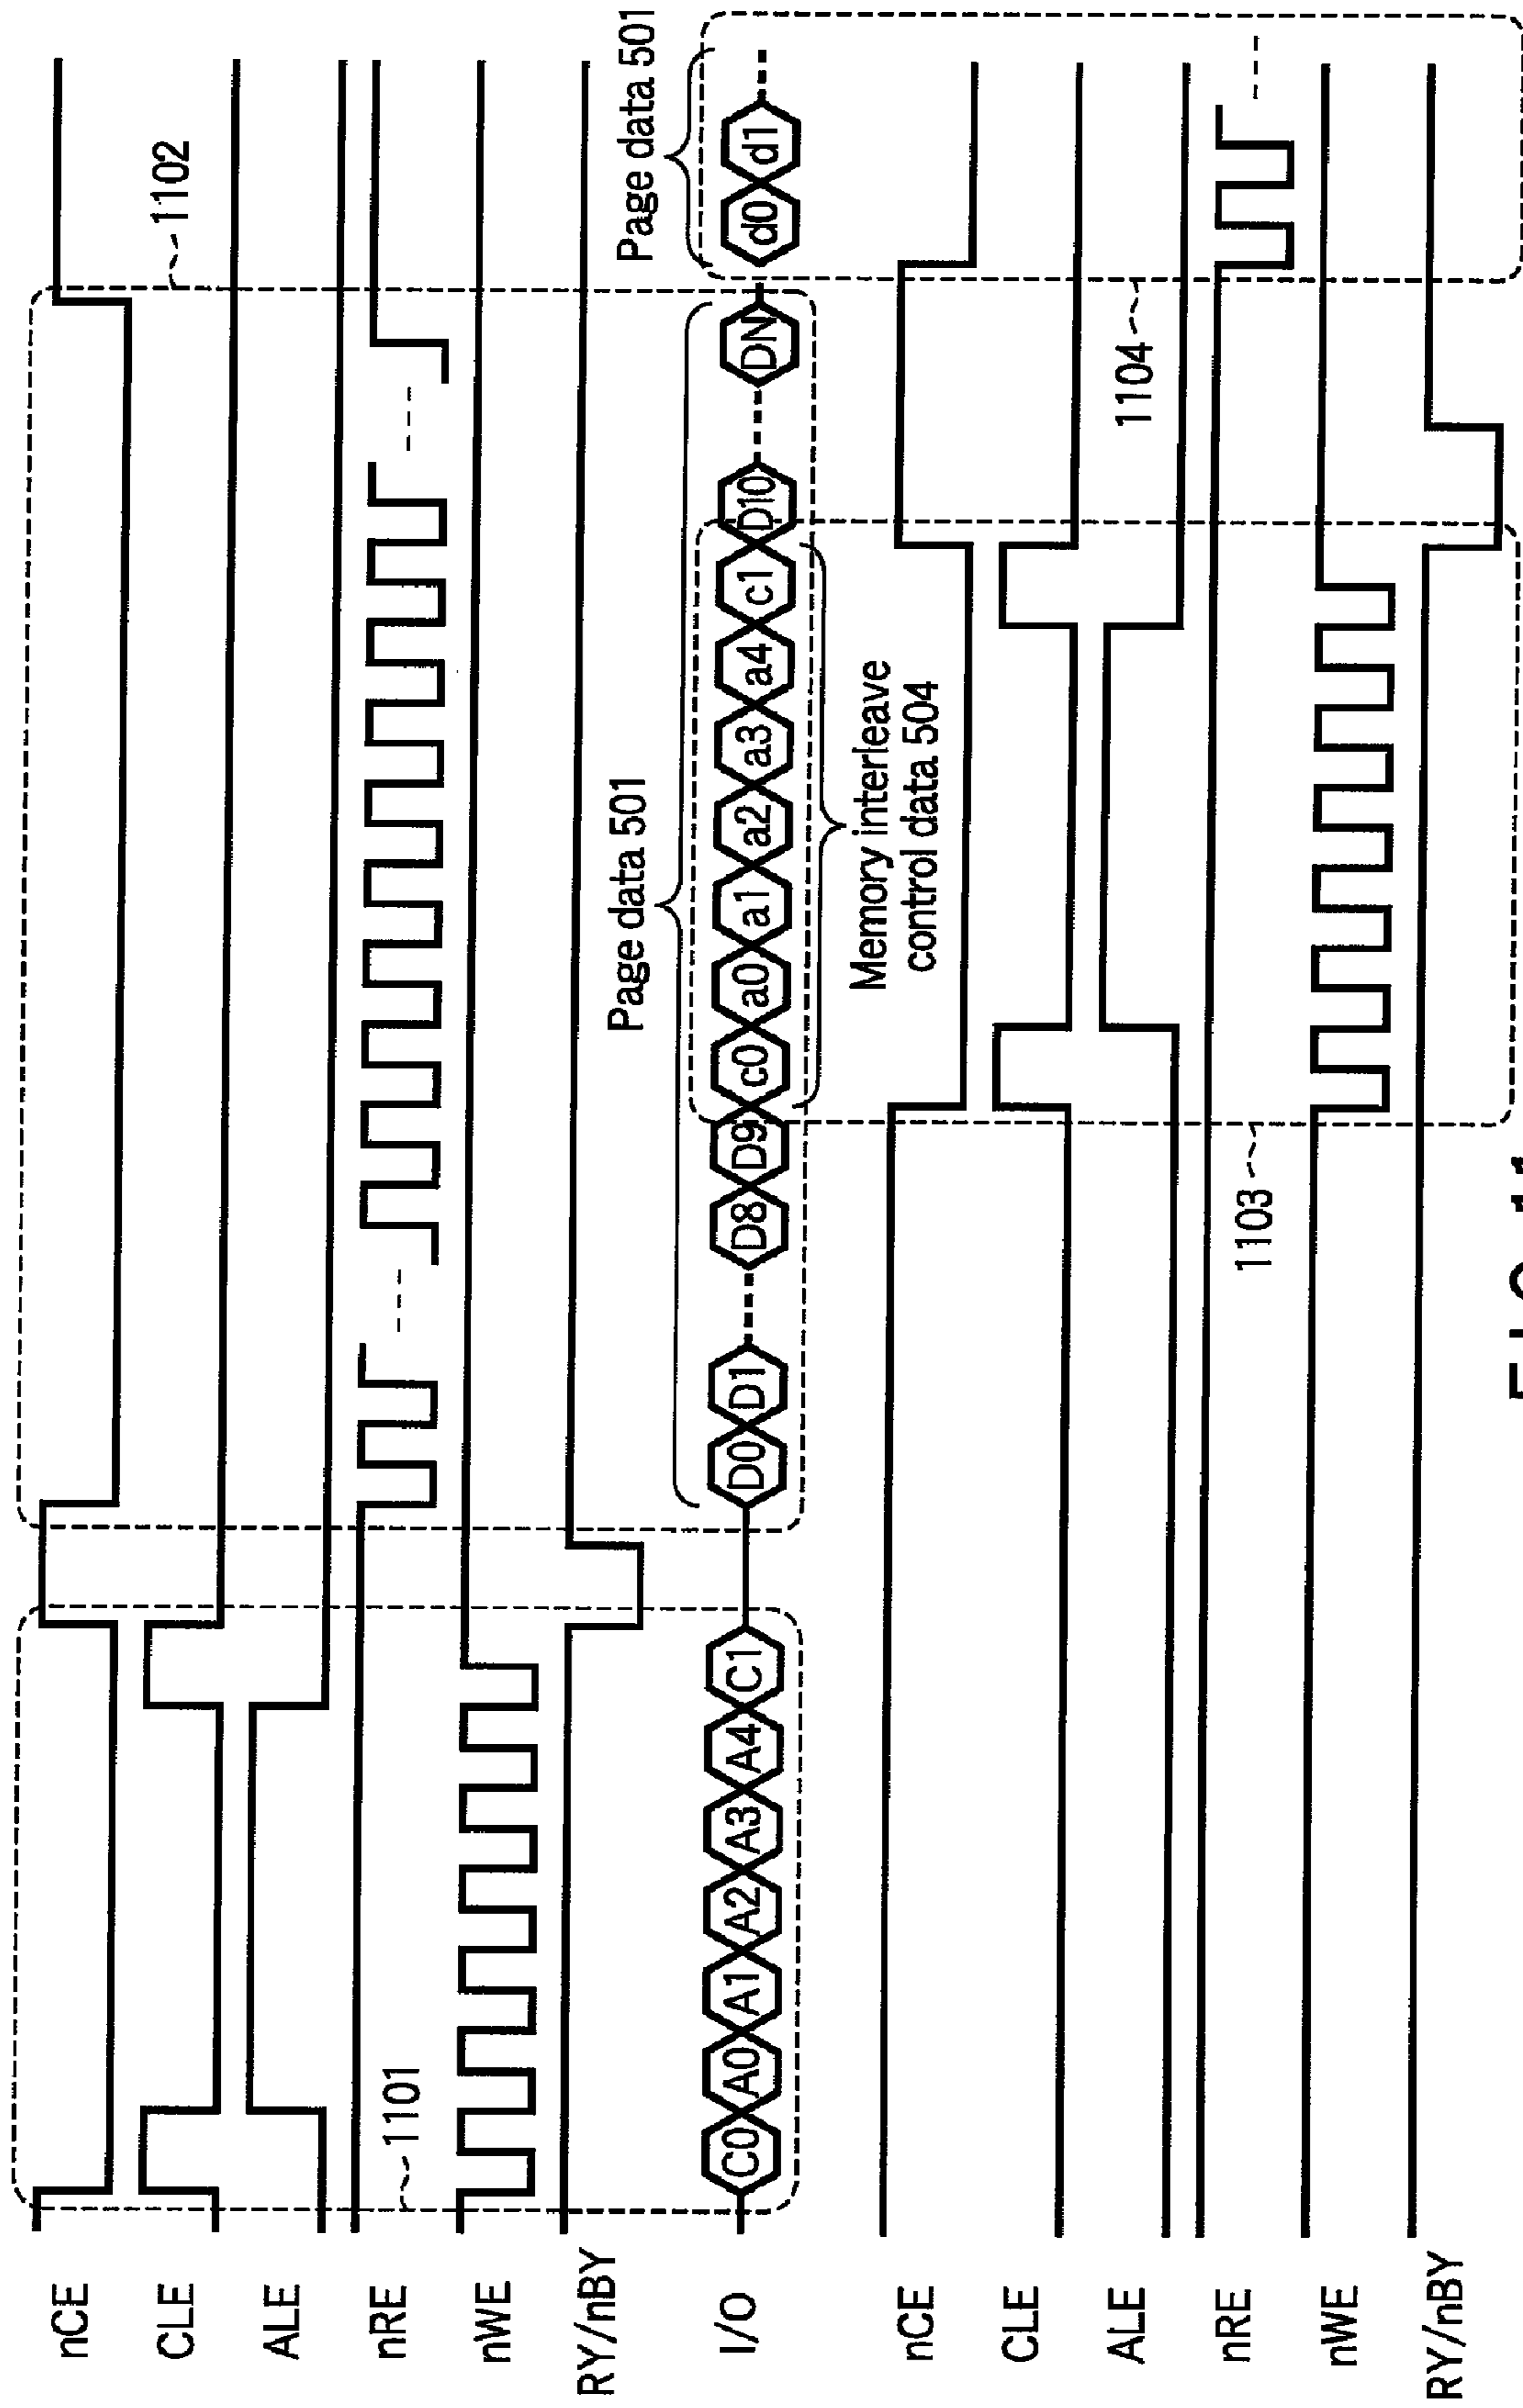 nCE
CLE
ALE
nRE
nWE
RY/nBY
I/O
nCE
CLE
ALE
nRE
nWE
RY/nBY
1101
1102
C0 A0 A1 A2 A3 A4 C1 D0 D1 D8 D9 c0 a0 a1 a2 a3 a4 c1 D10 DN d0 d1
Page data 501
Page data 501
Memory interleave
control data 504
1103
1104